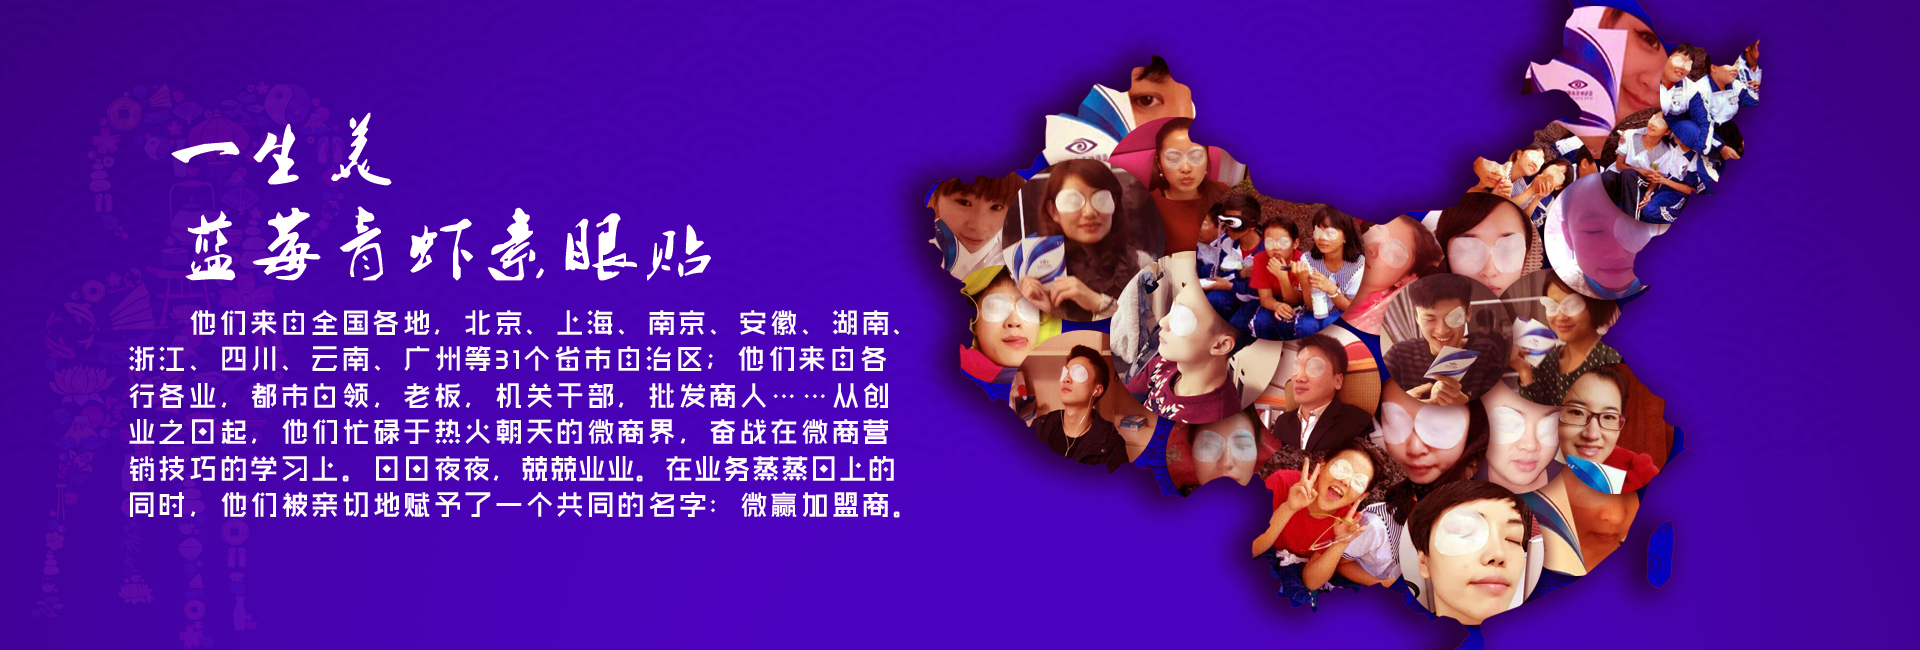 一生美
蓝莓青虾素眼贴
他们来自全国各地，北京、上海、南京、安徽、湖南、
浙江、四川、云南、广州等31个省市自治区；他们来自各
行各业，都市白领，老板，机关干部，批发商人……从创
业之日起，他们忙碌于热火朝天的微商界，奋战在微商营
销技巧的学习上。日日夜夜，兢兢业业。在业务蒸蒸日上的
同时，他们被亲切地赋予了一个共同的名字：微赢加盟商。